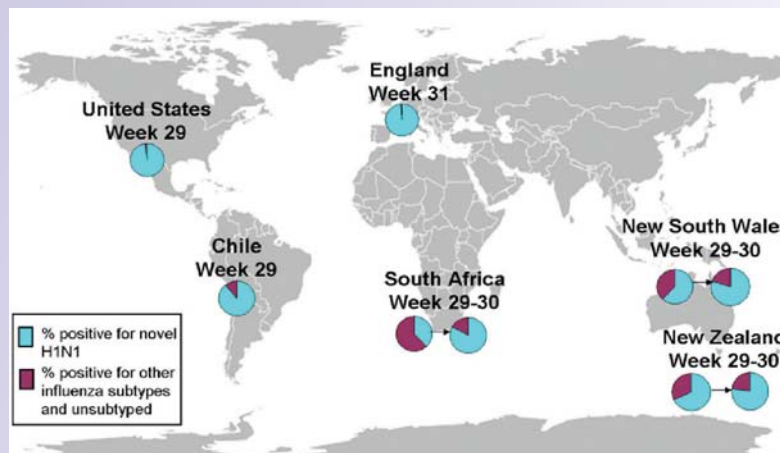 England
Week 31
United States
Week 29
New South Wale
Week 29-30
Chile
Week 29
South Africa
Week 29-30
New Zealand
Week 29-30
% positive for novel
H1N1
% positive for other
influenza subtypes
and unsubtyped